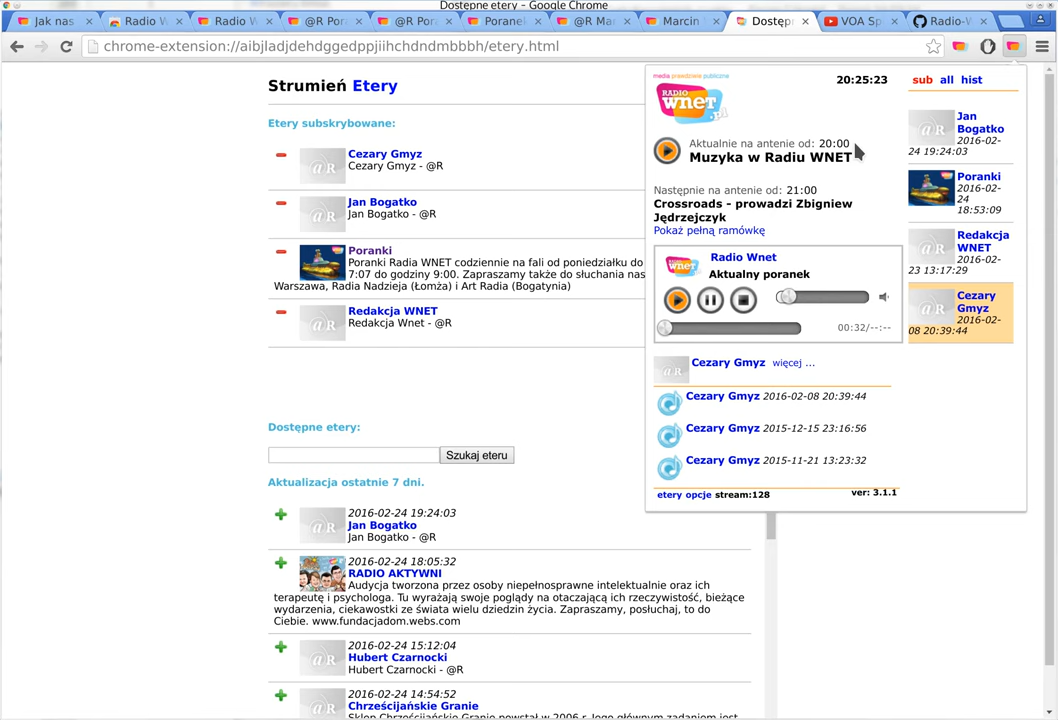 Dostępne etery - Google Chrome
Jak nas
Radio W
Radio W
@R Por
@R Por
Poranek
@R Mar
Marcin
Dostęp
VOA Sp
Radio-W
chrome-extension://aibjladjdehdggedppjiihchdndmbbbh/etery.html
Strumień Etery
Etery subskrybowane:
Cezary Gmyz
Cezary Gmyz - @R
Jan Bogatko
Jan Bogatko - @R
Poranki
Poranki Radia WNET codziennie na fali od poniedziałku do
7:07 do godziny 9:00. Zapraszamy także do słuchania nas
Warszawa, Radia Nadzieja (Łomża) i Art Radia (Bogatynia)
Redakcja WNET
Redakcja Wnet - @R
Dostępne etery:
Szukaj eteru
Aktualizacja ostatnie 7 dni.
2016-02-24 19:24:03
Jan Bogatko
Jan Bogatko - @R
2016-02-24 18:05:32
RADIO AKTYWNI
Audycja tworzona przez osoby niepełnosprawne intelektualnie oraz ich
terapeutę i psychologa. Tu wyrażają swoje poglądy na otaczającą ich rzeczywistość, bieżące
wydarzenia, ciekawostki ze świata wielu dziedzin życia. Zapraszamy, posłuchaj, to do
Ciebie. www.fundacjadom.webs.com
2016-02-24 15:12:04
Hubert Czarnocki
Hubert Czarnocki - @R
2016-02-24 14:54:52
Chrześcijańskie Granie
Sklep Chrześcijańskie Granie powstał w 2006 r. Jego głównym zadaniem jest
media prawdziwie publiczne
RADIO
wnet.pl
20:25:23
Aktualnie na antenie od: 20:00
Muzyka w Radiu WNET
Następnie na antenie od: 21:00
Crossroads - prowadzi Zbigniew
Jędrzejczyk
Pokaż pełną ramówkę
Radio Wnet
Aktualny poranek
00:32/--:--
Cezary Gmyz więcej ...
Cezary Gmyz 2016-02-08 20:39:44
Cezary Gmyz 2015-12-15 23:16:56
Cezary Gmyz 2015-11-21 13:23:32
etery opcje stream:128
ver: 3.1.1
sub all hist
Jan
Bogatko
2016-02-
24 19:24:03
Poranki
2016-02-
24
18:53:09
Redakcja
WNET
2016-02-
23 13:17:29
Cezary
Gmyz
2016-02-
08 20:39:44